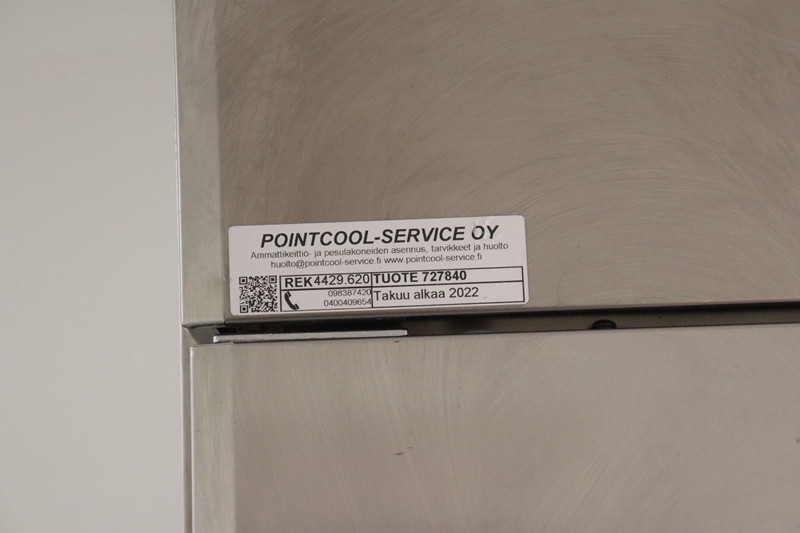 POINTCOOL-SERVICE OY
Ammattikeittiö- ja pesulakoneiden asennus, tarvikkeet ja huolto
huolto@pointcool-service.fi www.pointcool-service.fi
REK4429.620 TUOTE 727840
098387420
0400409654
Takuu alkaa 2022